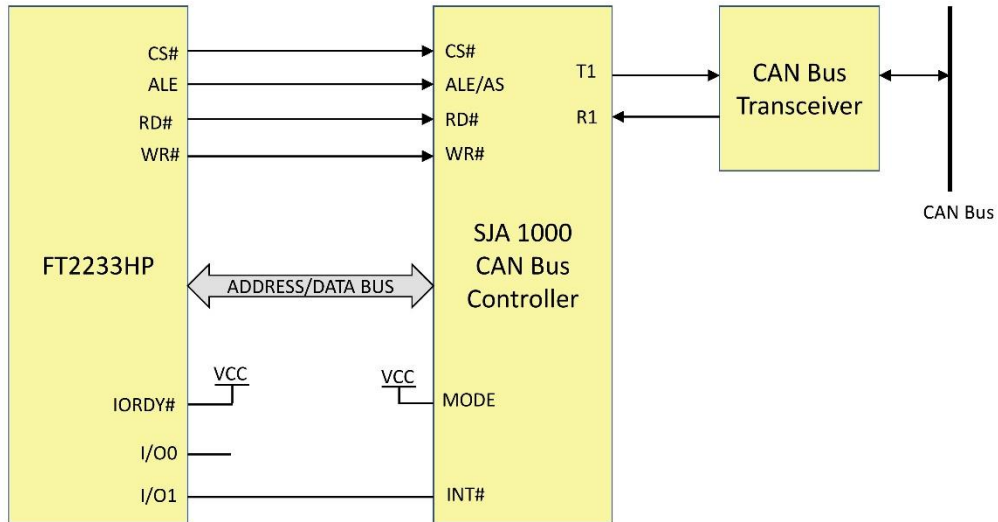 CS#
ALE
RD#
WR#
FT2233HP
IORDY#
I/O0
I/O1
VCC
ADDRESS/DATA BUS
VCC
CS#
ALE/AS
RD#
WR#
T1
R1
SJA 1000
CAN Bus
Controller
MODE
INT#
CAN Bus
Transceiver
CAN Bus